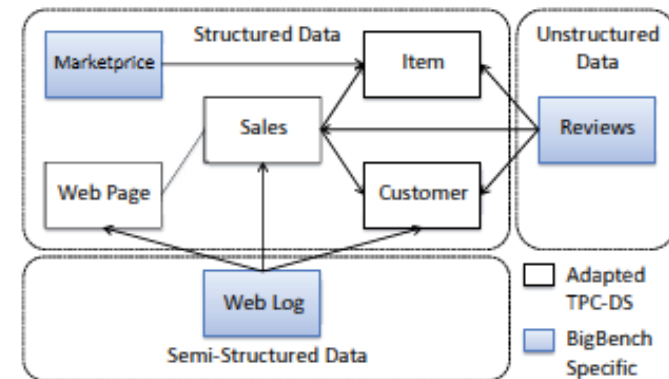 Structured Data
Unstructured
Data
Marketprice
Item
Sales
Reviews
Web Page
Customer
Web Log
Semi-Structured Data
Adapted
TPC-DS
BigBench
Specific